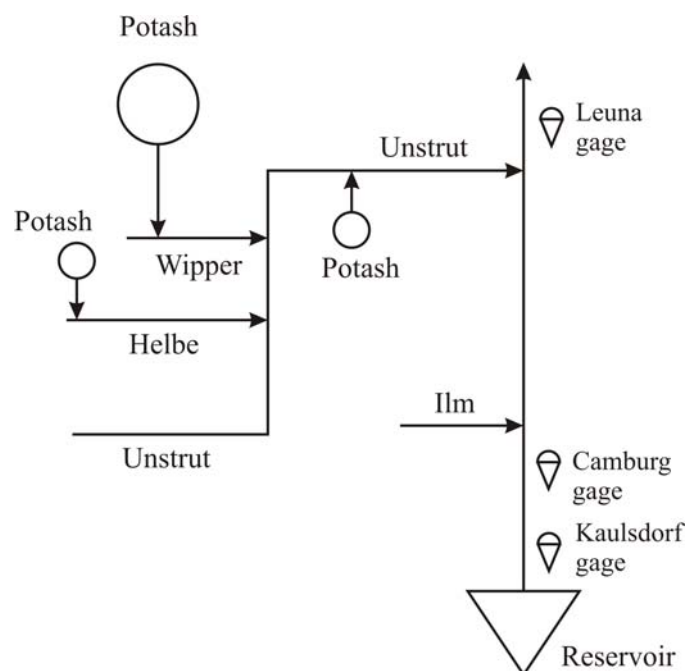 Potash
Leuna
gage
Unstrut
Potash
Wipper
Potash
Helbe
Ilm
Unstrut
Camburg
gage
Kaulsdorf
gage
Reservoir